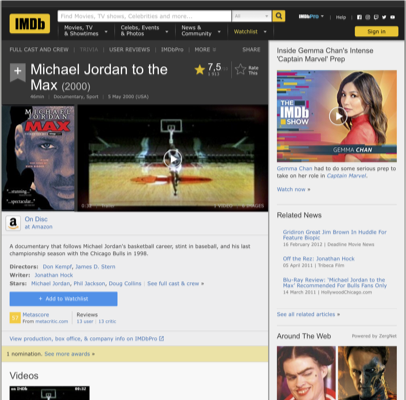 IMDb
Find Movies, TV shows, Celebrities and more...
All
IMDbPro
Help
Movies, TV & Showtimes
Celebs, Events & Photos
News & Community
Watchlist
Sign in
FULL CAST AND CREW | TRIVIA | USER REVIEWS | IMDbPro | MORE
SHARE
Michael Jordan to the
Max (2000)
7,5
Rate
This
46min | Documentary, Sport | 5 May 2000 (USA)
MICHAEL
JORDAN
MAX
On Disc
at Amazon
A documentary that follows Michael Jordan's basketball career, stint in baseball, and his last
championship season with the Chicago Bulls in 1998.
Directors: Don Kempf, James D. Stern
Writer: Jonathan Hock
Stars: Michael Jordan, Phil Jackson, Doug Collins | See full cast & crew »
+ Add to Watchlist
Metascore
From metacritic.com
Reviews
13 user | 13 critic
View production, box office, & company info on IMDbPro
1 nomination. See more awards »
Videos
Inside Gemma Chan's Intense
'Captain Marvel' Prep
THE
IMDb
SHOW
GEMMA CHAN
Gemma Chan had to do some serious prep to
take on her role in Captain Marvel.
Watch now »
Related News
Gridiron Great Jim Brown In Huddle For
Feature Biopic
16 February 2012 | Deadline Movie News
Off the Rez: Jonathan Hock
05 April 2011 | Tribeca Film
Blu-Ray Review: 'Michael Jordan to the
Max' Recommended For Bulls Fans Only
14 March 2011 | HollywoodChicago.com
See all related articles »
Around The Web
Powered by ZergNet